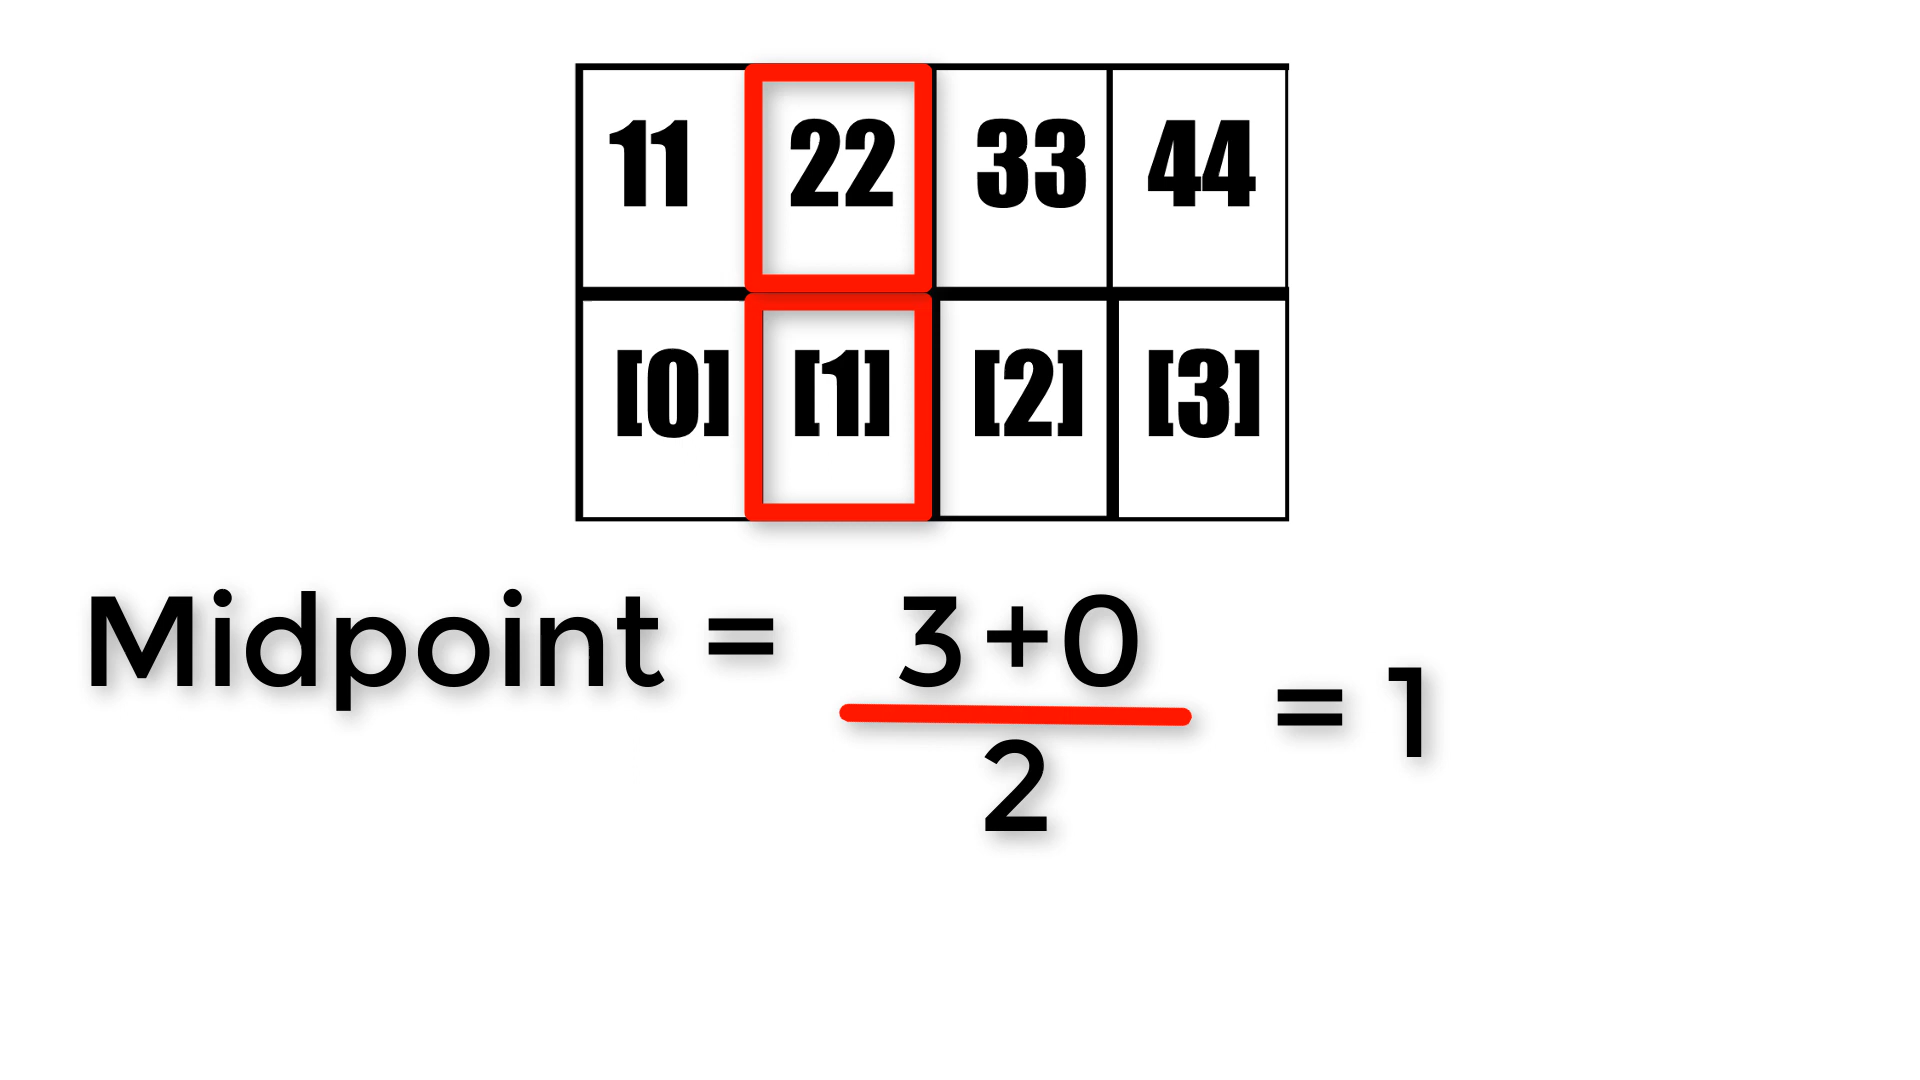 11 22 33 44
[0] [1] [2] [3]
Midpoint = 3+0
= 1
2